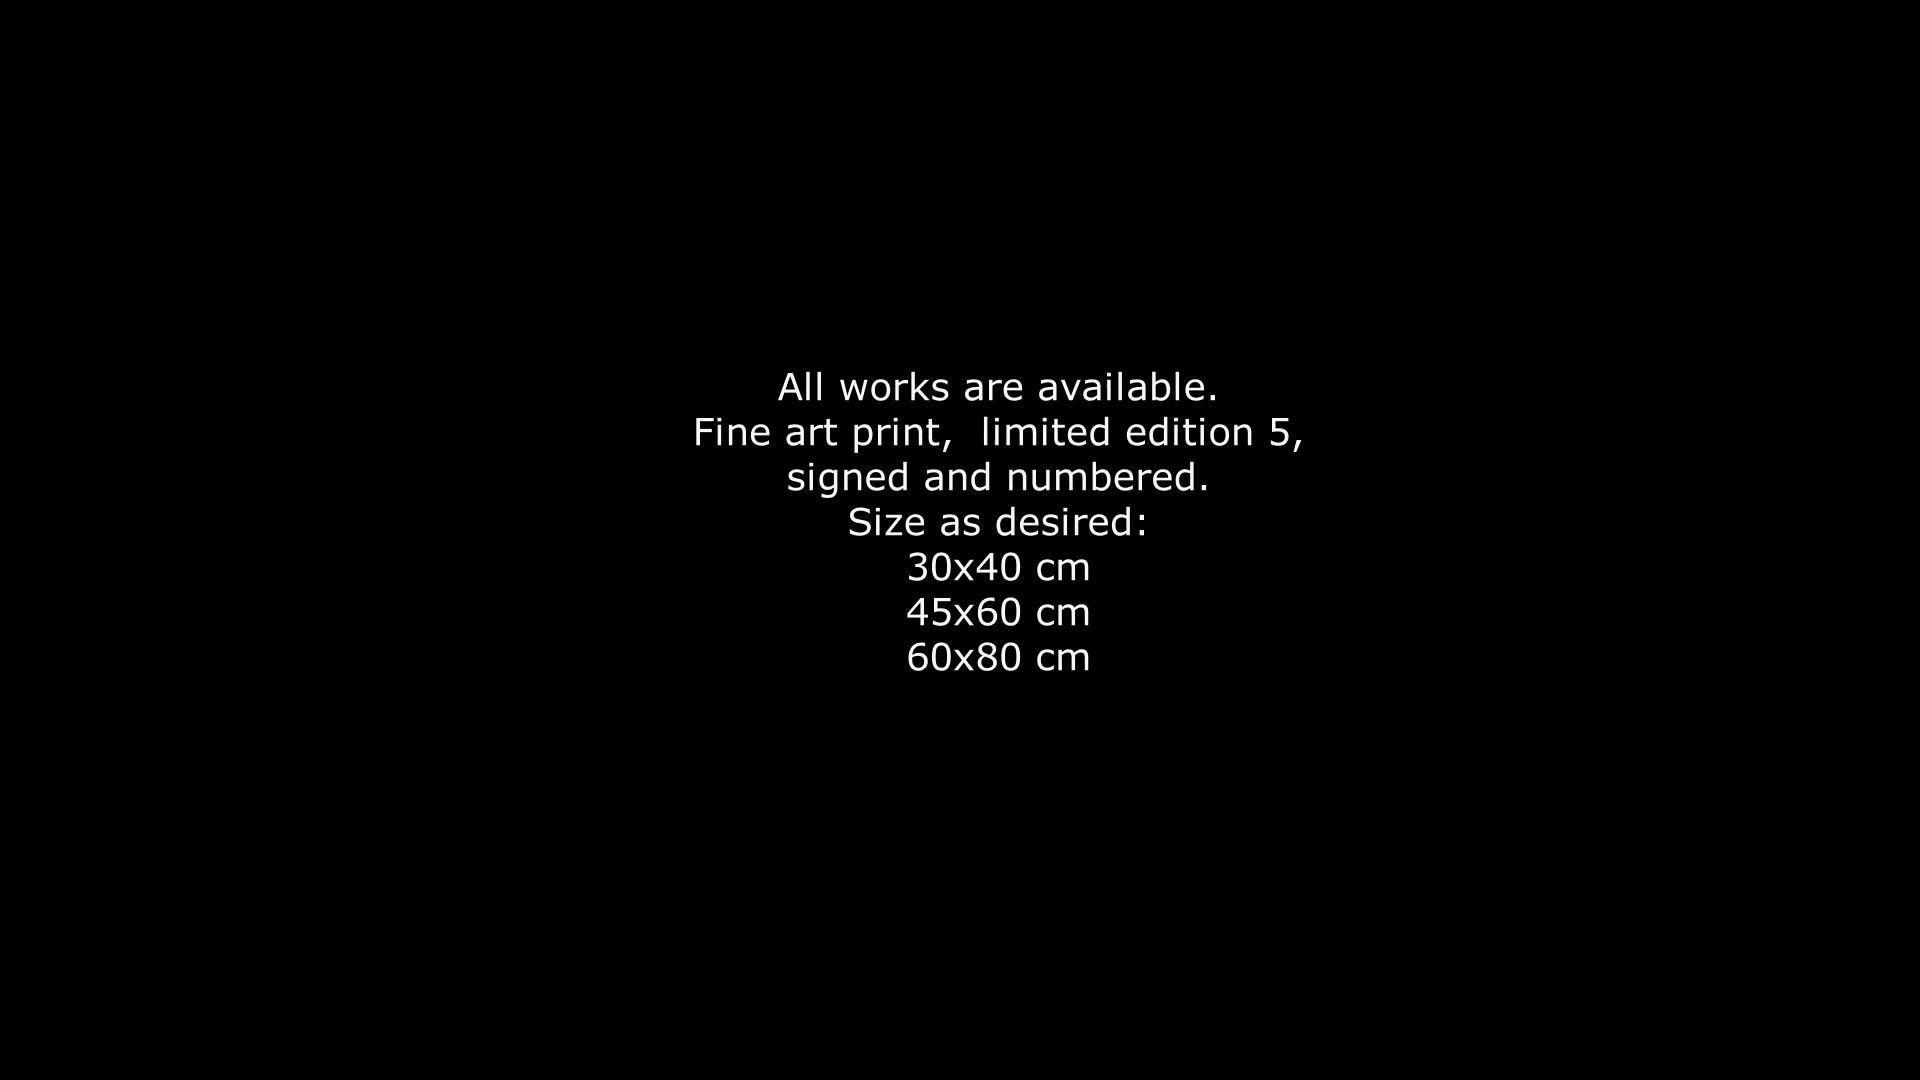 All works are available.
Fine art print,  limited edition 5,
signed and numbered.
Size as desired:
30x40 cm
45x60 cm
60x80 cm